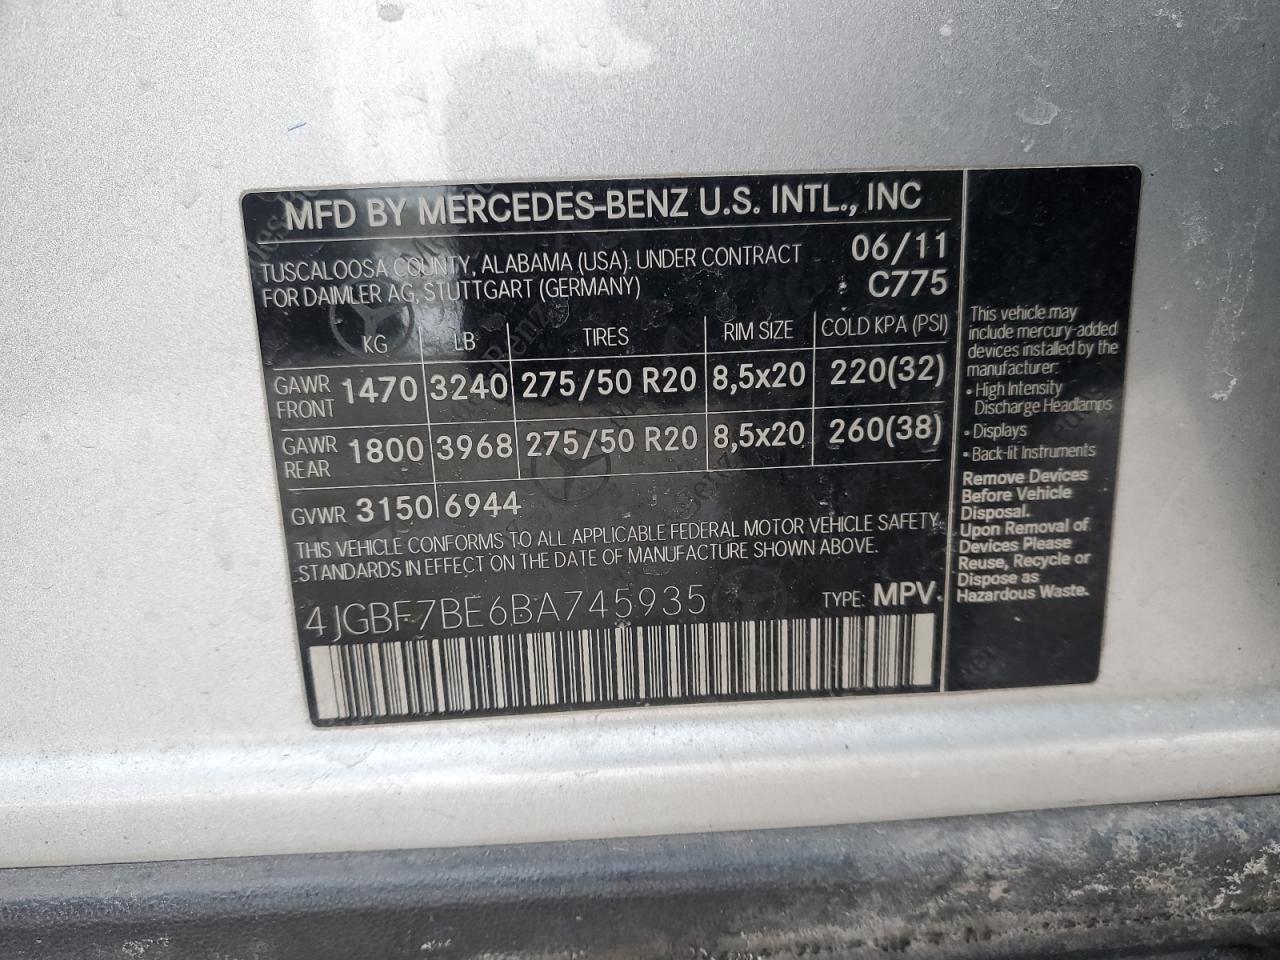 MFD BY MERCEDES-BENZ U.S. INTL., INC
TUSCALOOSA COUNTY, ALABAMA (USA). UNDER CONTRACT 06/11
FOR DAIMLER AG, STUTTGART (GERMANY) C775
KG LB TIRES RIM SIZE COLD KPA (PSI)
GAWR FRONT 1470 3240 275/50 R20 8,5x20 220(32)
GAWR REAR 1800 3968 275/50 R20 8,5x20 260(38)
GVWR 3150 6944
THIS VEHICLE CONFORMS TO ALL APPLICABLE FEDERAL MOTOR VEHICLE SAFETY
STANDARDS IN EFFECT ON THE DATE OF MANUFACTURE SHOWN ABOVE.
4JGBF7BE6BA745935 TYPE: MPV
This vehicle may
include mercury-added
devices installed by the
manufacturer:
• High Intensity
Discharge Headlamps
• Displays
• Back-lit Instruments
Remove Devices
Before Vehicle
Disposal.
Upon Removal of
Devices Please
Reuse, Recycle or
Dispose as
Hazardous Waste.